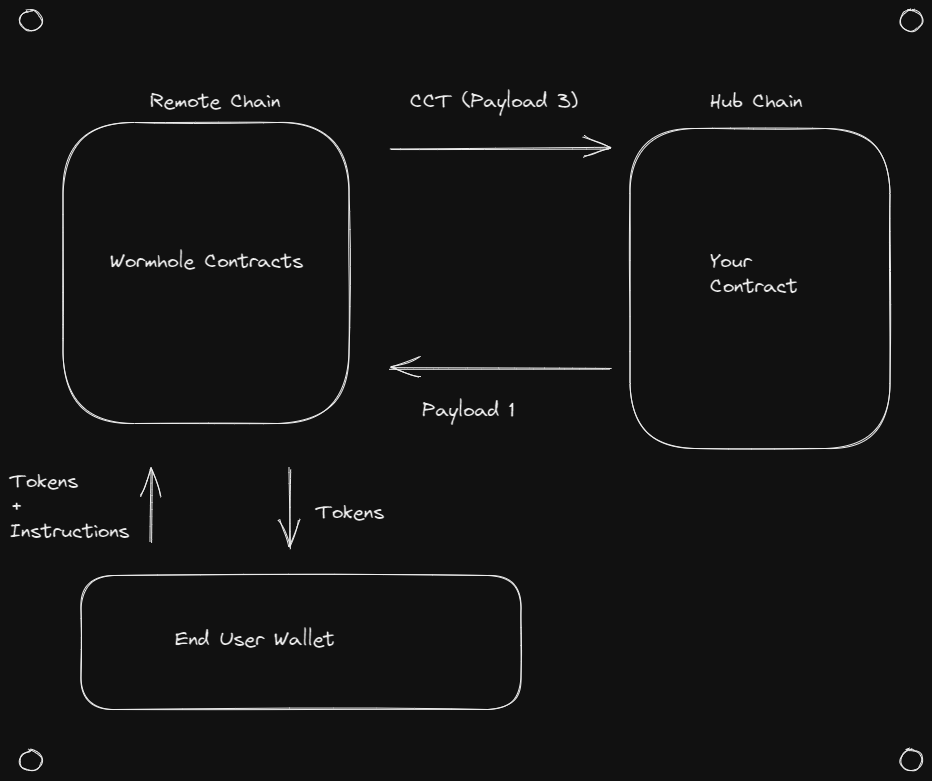 Remote Chain
CCT (Payload 3)
Hub Chain
Wormhole Contracts
Your
Contract
Payload 1
Tokens
+
Instructions
Tokens
End User Wallet